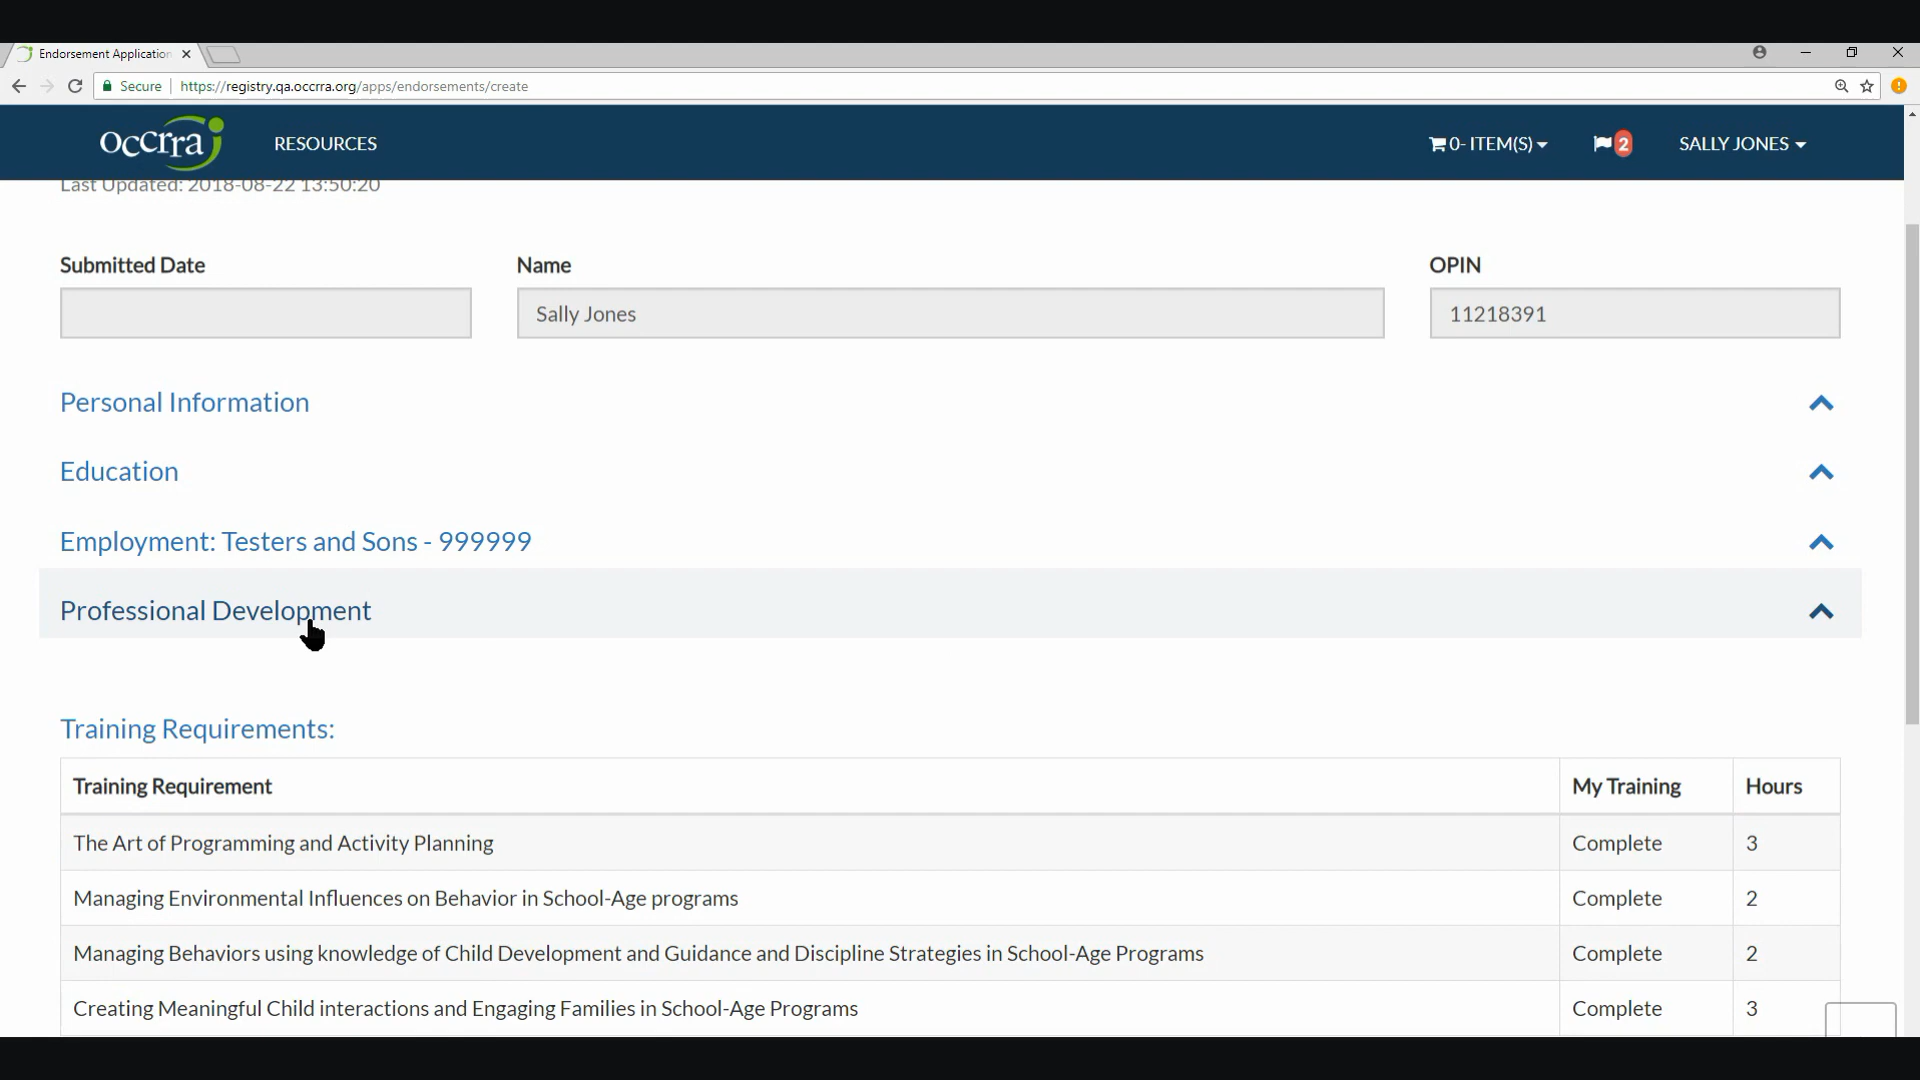 Endorsement Application
Secure | https://registry.qa.occrra.org/apps/endorsements/create
occrra
RESOURCES
0- ITEM(S)
2
SALLY JONES
Last Updated: 2018-08-22 13:50:20
Submitted Date
Name
OPIN
Sally Jones
11218391
Personal Information
Education
Employment: Testers and Sons - 999999
Professional Development
Training Requirements:
Training Requirement My Training Hours
The Art of Programming and Activity Planning Complete 3
Managing Environmental Influences on Behavior in School-Age programs Complete 2
Managing Behaviors using knowledge of Child Development and Guidance and Discipline Strategies in School-Age Programs Complete 2
Creating Meaningful Child interactions and Engaging Families in School-Age Programs Complete 3